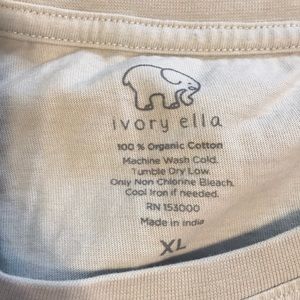 ivory ella
100 % Organic Cotton
Machine Wash Cold.
Tumble Dry Low.
Only Non Chlorine Bleach.
Cool Iron if needed.
RN 153000
Made in India
XL